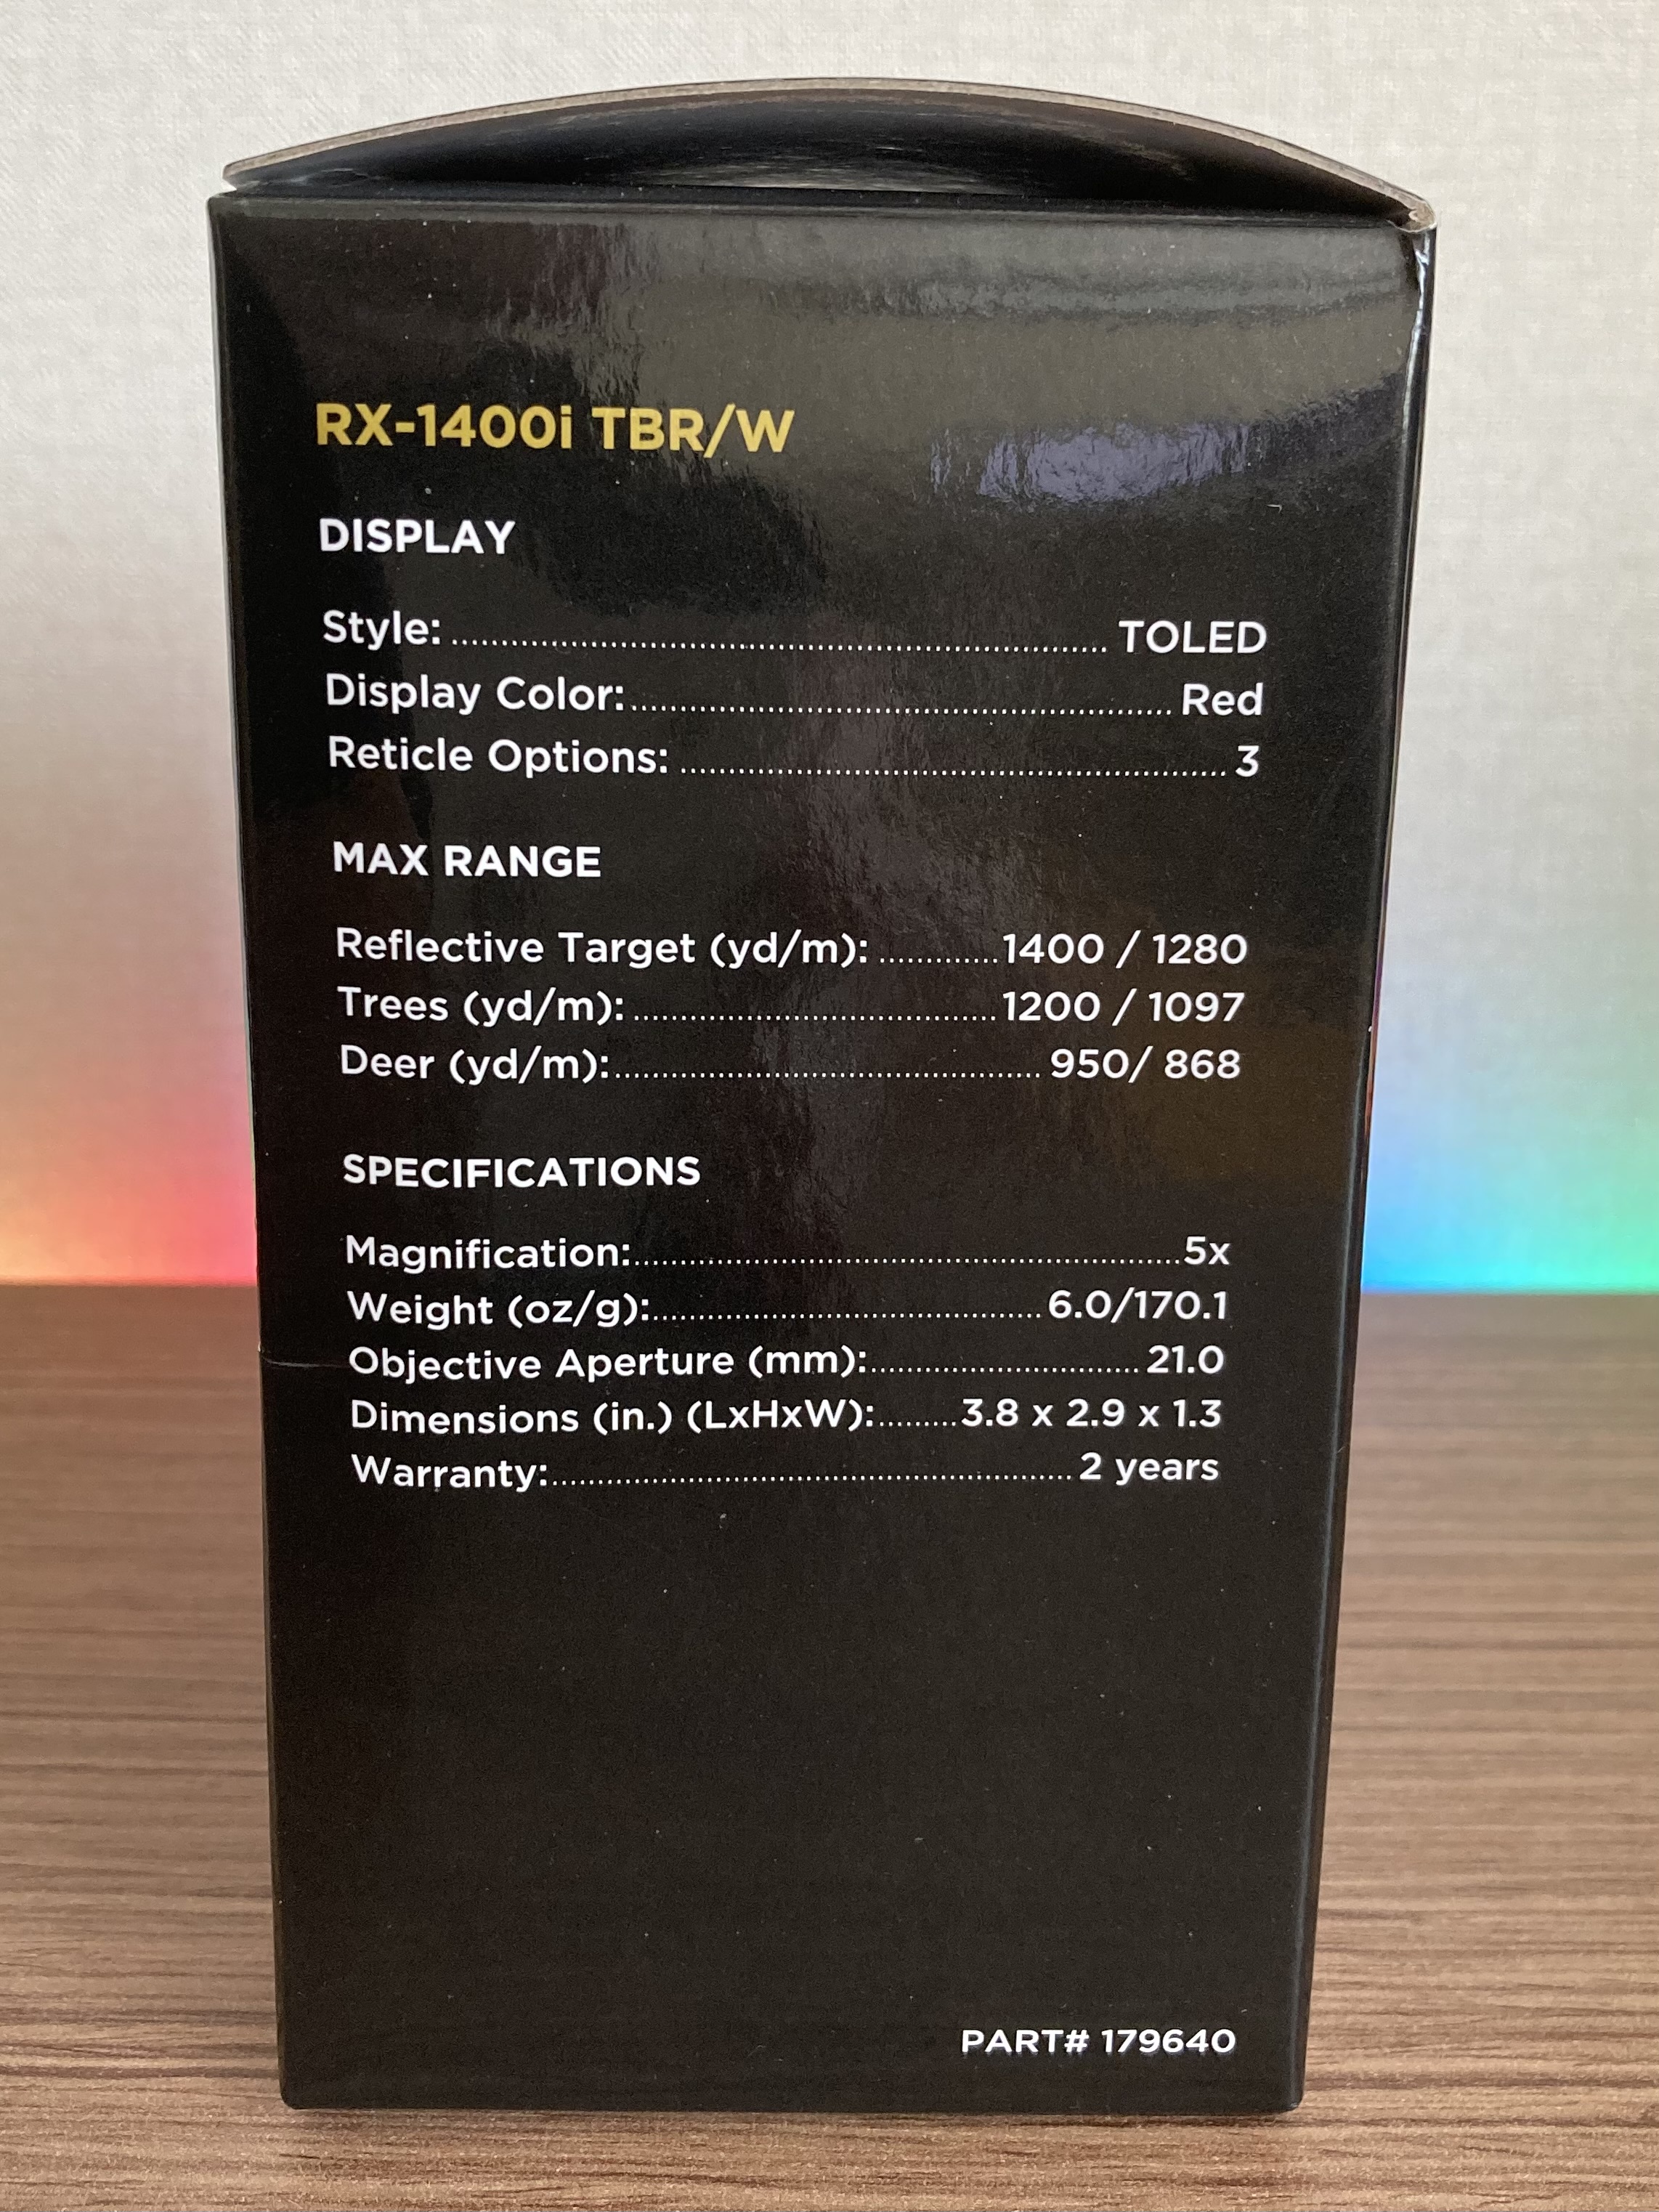 RX-1400i TBR/W
DISPLAY
Style: TOLED
Display Color: Red
Reticle Options: 3
MAX RANGE
Reflective Target (yd/m): 1400 / 1280
Trees (yd/m): 1200 / 1097
Deer (yd/m): 950/ 868
SPECIFICATIONS
Magnification: 5x
Weight (oz/g): 6.0/170.1
Objective Aperture (mm): 21.0
Dimensions (in.) (LxHxW): 3.8 x 2.9 x 1.3
Warranty: 2 years
PART# 179640